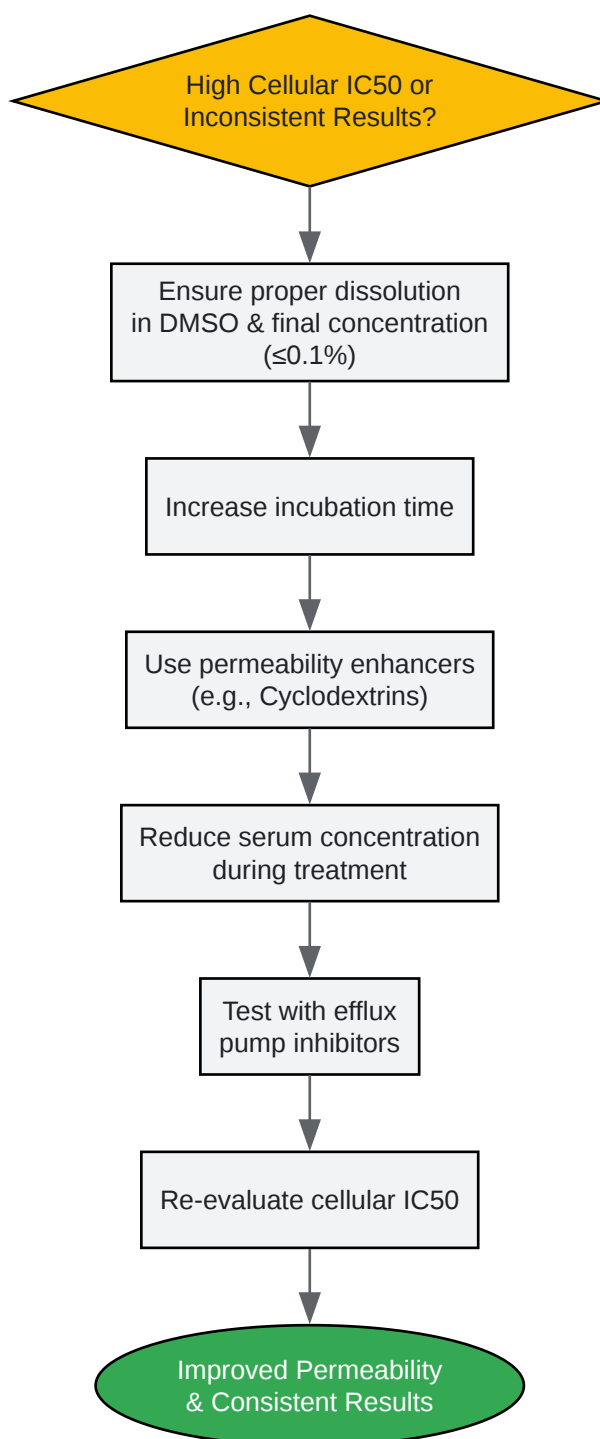 High Cellular IC50 or
Inconsistent Results?
Ensure proper dissolution
in DMSO & final concentration
(≤0.1%)
Increase incubation time
Use permeability enhancers
(e.g., Cyclodextrins)
Reduce serum concentration
during treatment
Test with efflux
pump inhibitors
Re-evaluate cellular IC50
Improved Permeability
& Consistent Results